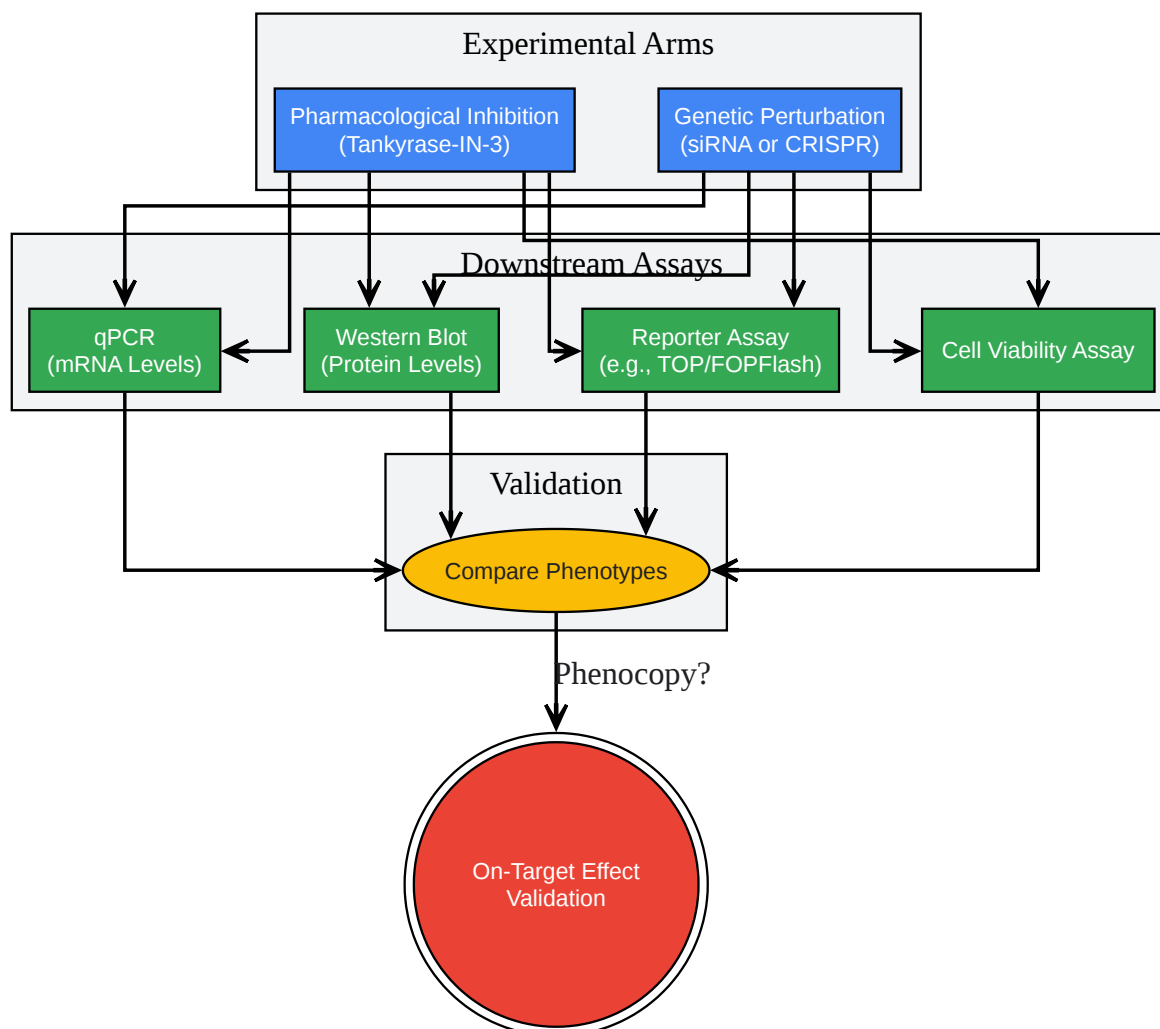 Experimental Arms
Pharmacological Inhibition
(Tankyrase-IN-3)
Genetic Perturbation
(siRNA or CRISPR)
Downstream Assays
qPCR
(mRNA Levels)
Western Blot
(Protein Levels)
Reporter Assay
(e.g., TOP/FOPFlash)
Cell Viability Assay
Validation
Compare Phenotypes
Phenocopy?
On-Target Effect
Validation